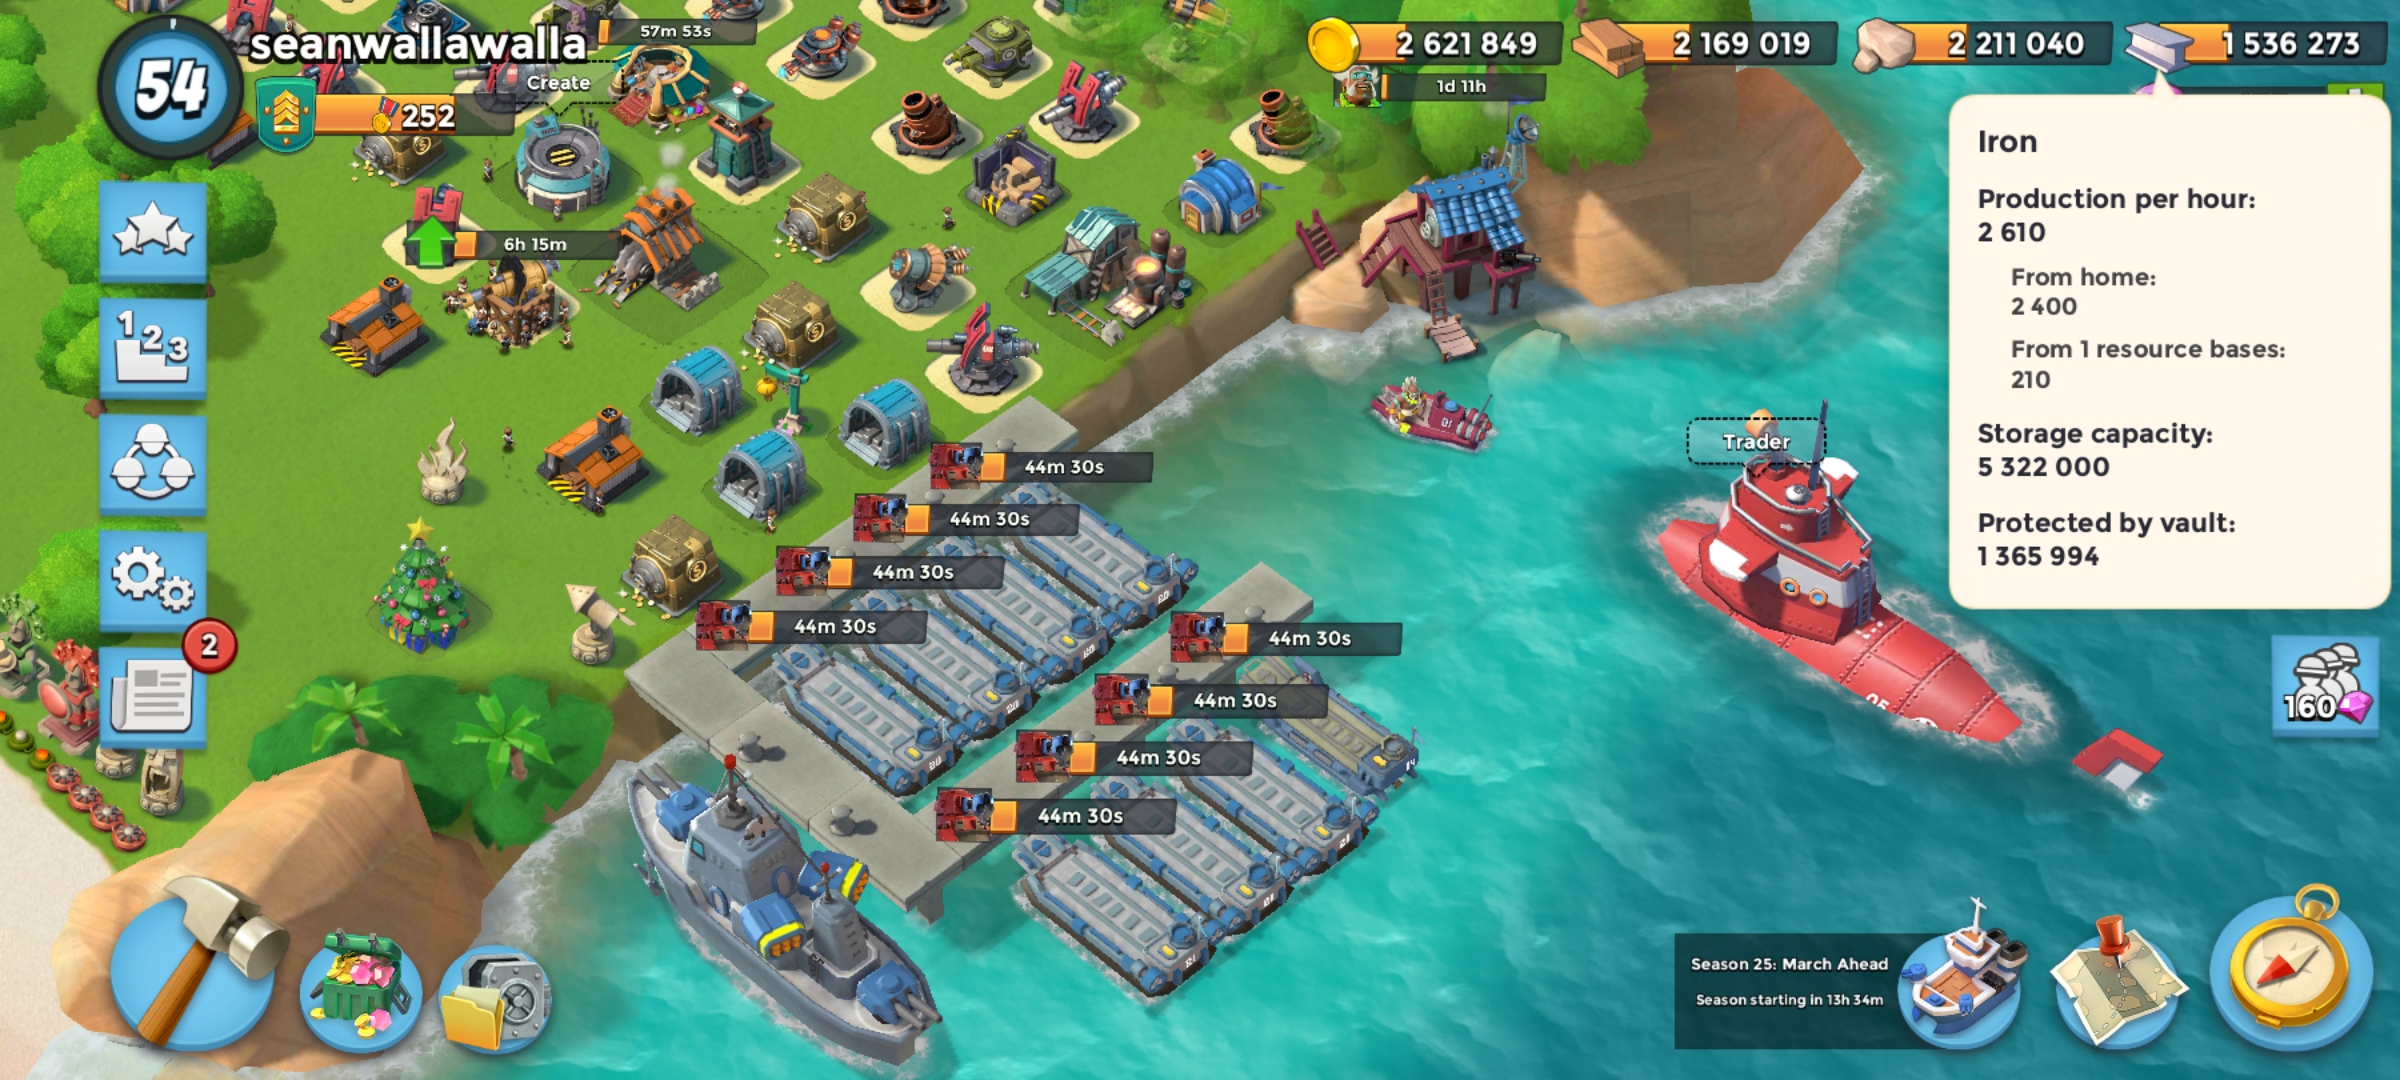 54
seanwallawalla
252
57m 53s
Create
2 621 849
2 169 019
2 211 040
1 536 273
1d 11h
Iron
Production per hour:
2 610
From home:
2 400
From 1 resource bases:
210
Storage capacity:
5 322 000
Protected by vault:
1 365 994
6h 15m
1 2 3
2
Trader
44m 30s
44m 30s
44m 30s
44m 30s
44m 30s
44m 30s
44m 30s
44m 30s
160
Season 25: March Ahead
Season starting in 13h 34m